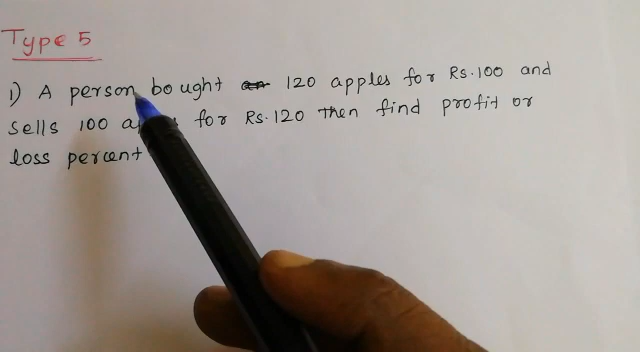 Type 5
1) A person bought 120 apples for Rs.100 and
sells 100 for Rs.120 then find profit or
loss percent